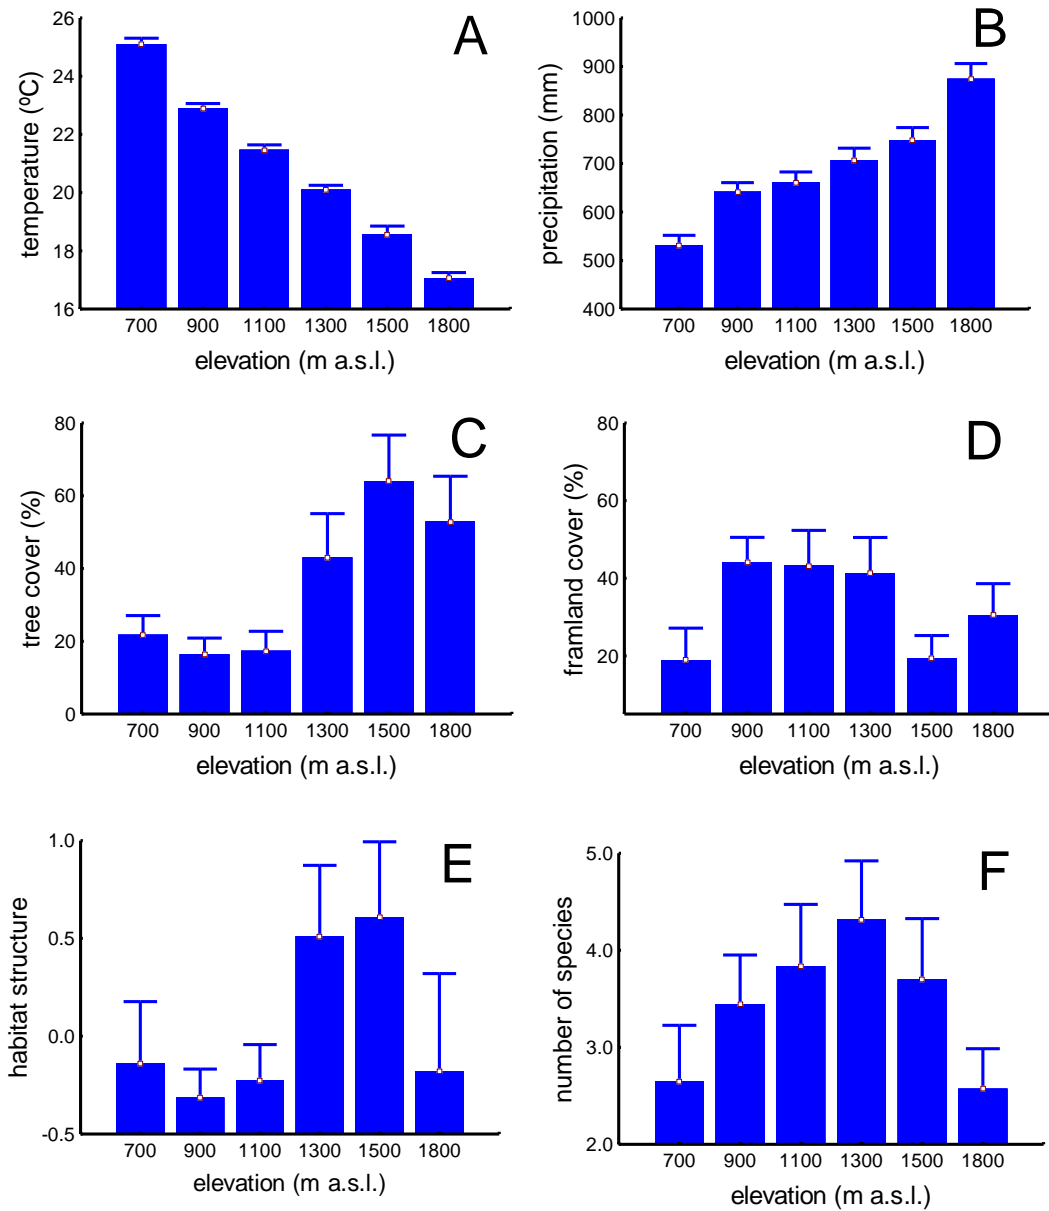 A
temperature (ºC)
26
24
22
20
18
16
700 900 1100 1300 1500 1800
elevation (m a.s.l.)
B
precipitation (mm)
1000
900
800
700
600
500
400
700 900 1100 1300 1500 1800
elevation (m a.s.l.)
C
tree cover (%)
80
60
40
20
0
700 900 1100 1300 1500 1800
elevation (m a.s.l.)
D
framland cover (%)
80
60
40
20
700 900 1100 1300 1500 1800
elevation (m a.s.l.)
E
habitat structure
1.0
0.5
0.0
-0.5
700 900 1100 1300 1500 1800
elevation (m a.s.l.)
F
number of species
5.0
4.0
3.0
2.0
700 900 1100 1300 1500 1800
elevation (m a.s.l.)